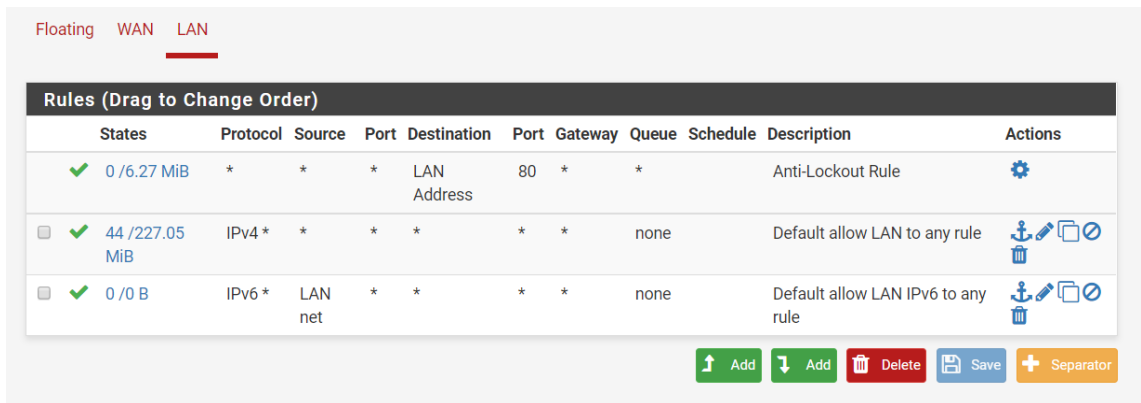 Floating WAN LAN
Rules (Drag to Change Order)
States Protocol Source Port Destination Port Gateway Queue Schedule Description Actions
0 /6.27 MiB * * * LAN 80 * * Anti-Lockout Rule
Address
44 /227.05 IPv4 * * * * * * none Default allow LAN to any rule
MiB
0 /0 B IPv6 * LAN * * * * none Default allow LAN IPv6 to any
net rule
Add Add Delete Save Separator